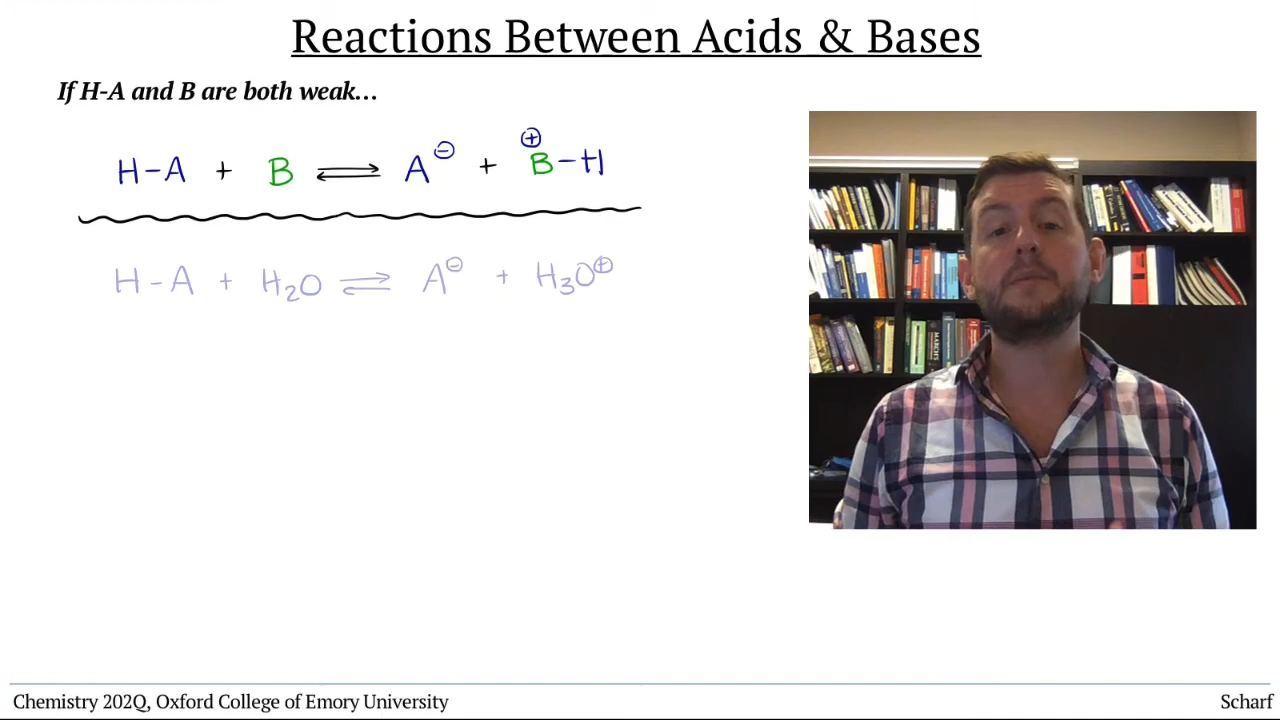 Reactions Between Acids & Bases
If H-A and B are both weak...
H-A + B ⇌ A⊖ + ⊕B-H
H-A + H₂O ⇌ A⊖ + H₃O⊕
MARCH'S
Chemistry 202Q, Oxford College of Emory University
Scharf